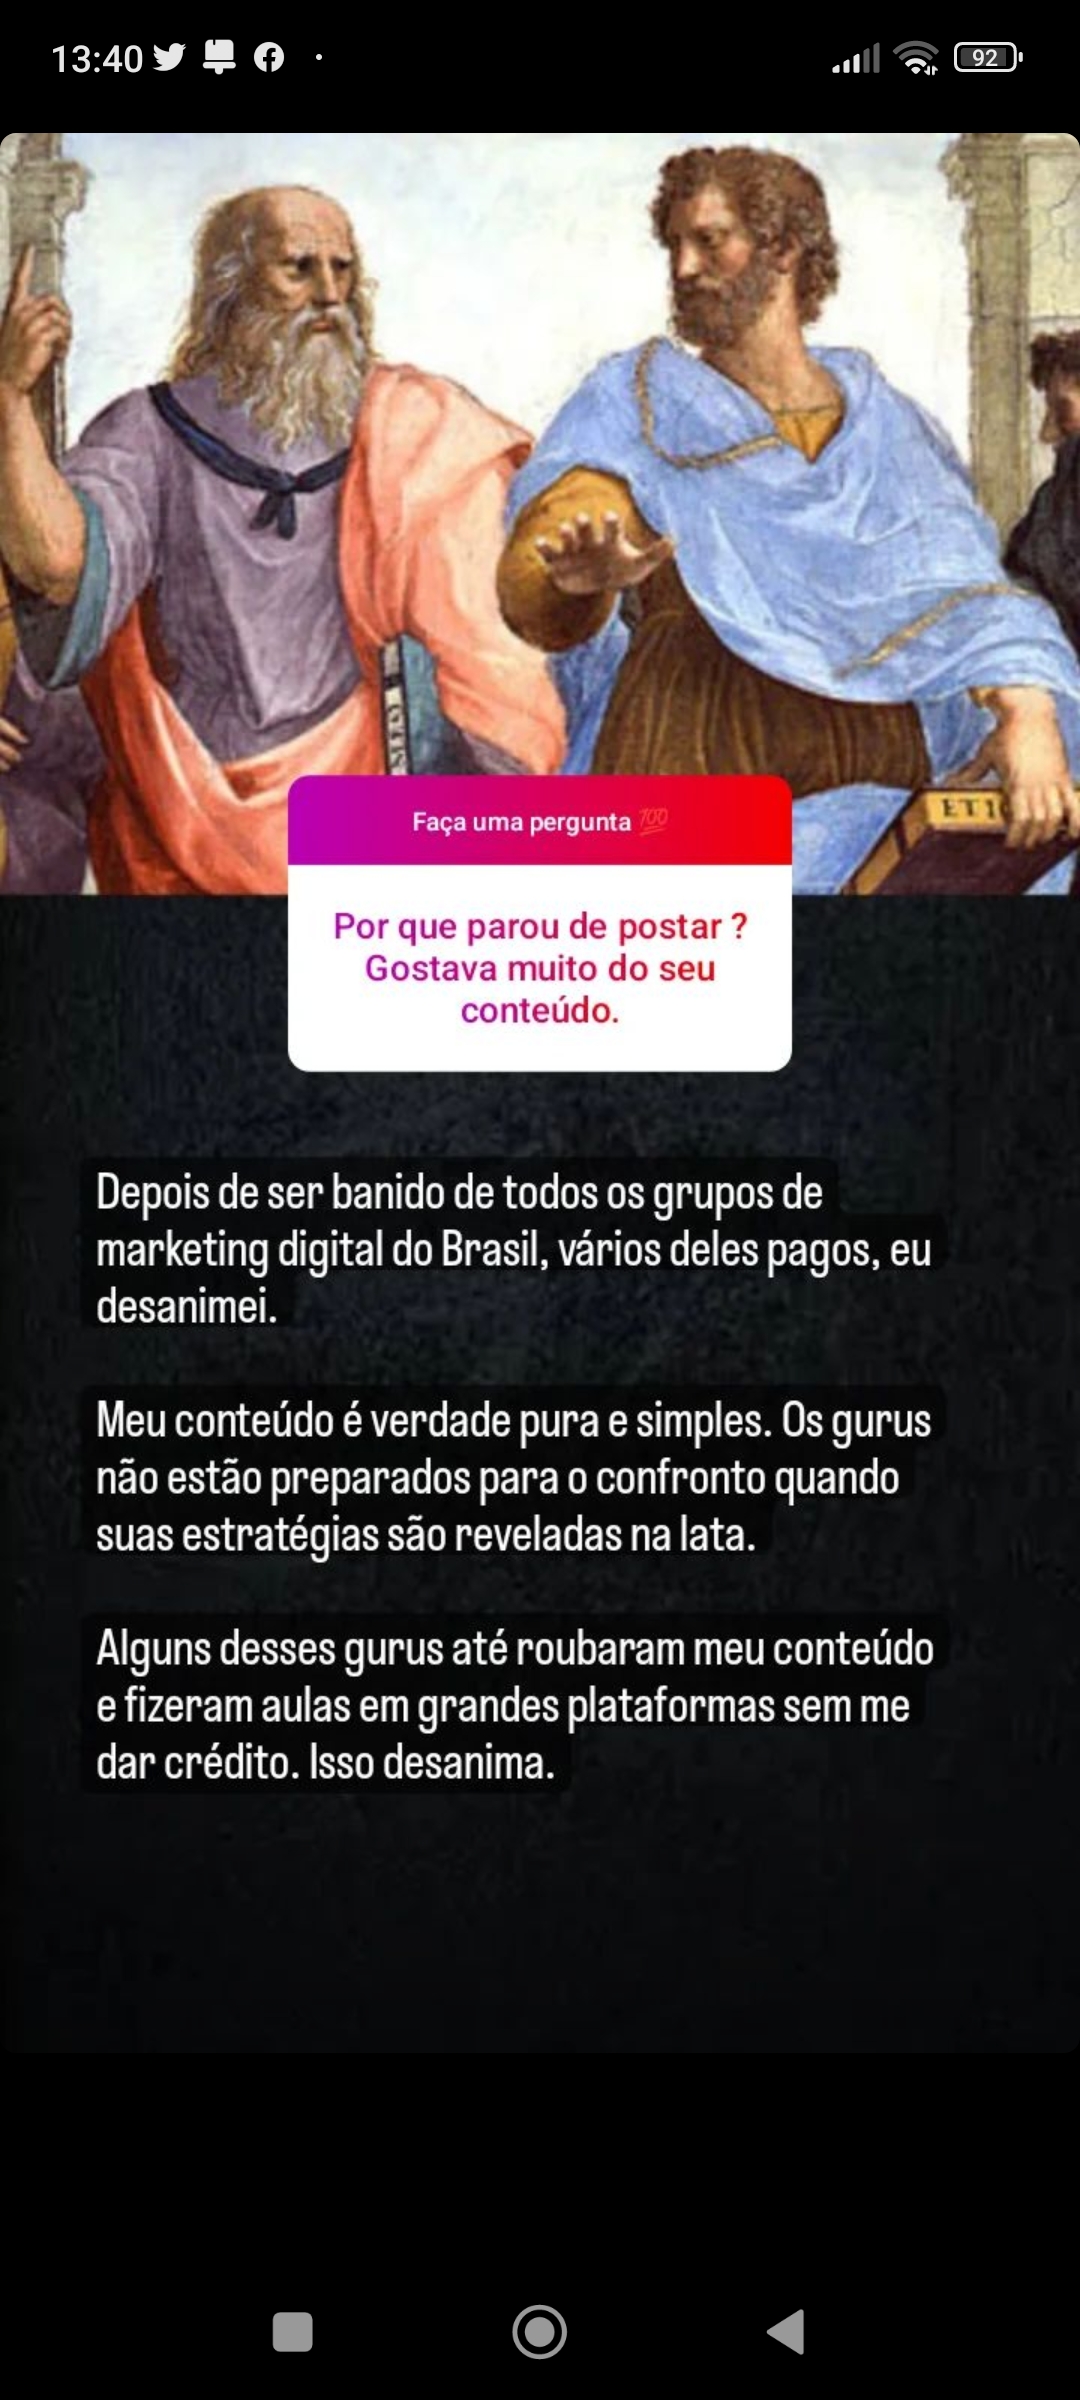 13:40
92
ETI
Faça uma pergunta 💯
Por que parou de postar ?
Gostava muito do seu
conteúdo.
Depois de ser banido de todos os grupos de
marketing digital do Brasil, vários deles pagos, eu
desanimei.
Meu conteúdo é verdade pura e simples. Os gurus
não estão preparados para o confronto quando
suas estratégias são reveladas na lata.
Alguns desses gurus até roubaram meu conteúdo
e fizeram aulas em grandes plataformas sem me
dar crédito. Isso desanima.